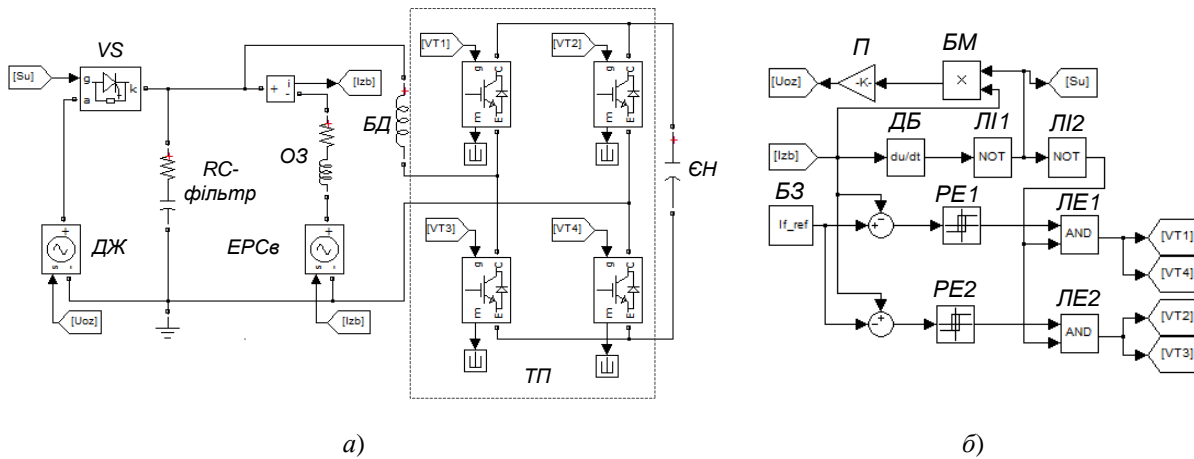 VS
[Su]
g
a
k
RC-
фільтр
ДЖ
+
s
-
[Uoz]
+
i
-
[Izb]
ОЗ
ЕРСв
+
s
-
[Izb]
БД
[VT1]
g
C
m
E
[VT2]
g
C
m
E
[VT3]
g
C
m
E
[VT4]
g
C
m
E
ТП
ЄН
а)
П
БМ
[Uoz]
-K-
×
[Su]
ДБ
ЛІ1
ЛІ2
[Izb]
du/dt
NOT
NOT
БЗ
If_ref
РЕ1
ЛЕ1
AND
[VT1]
[VT4]
РЕ2
ЛЕ2
AND
[VT2]
[VT3]
б)